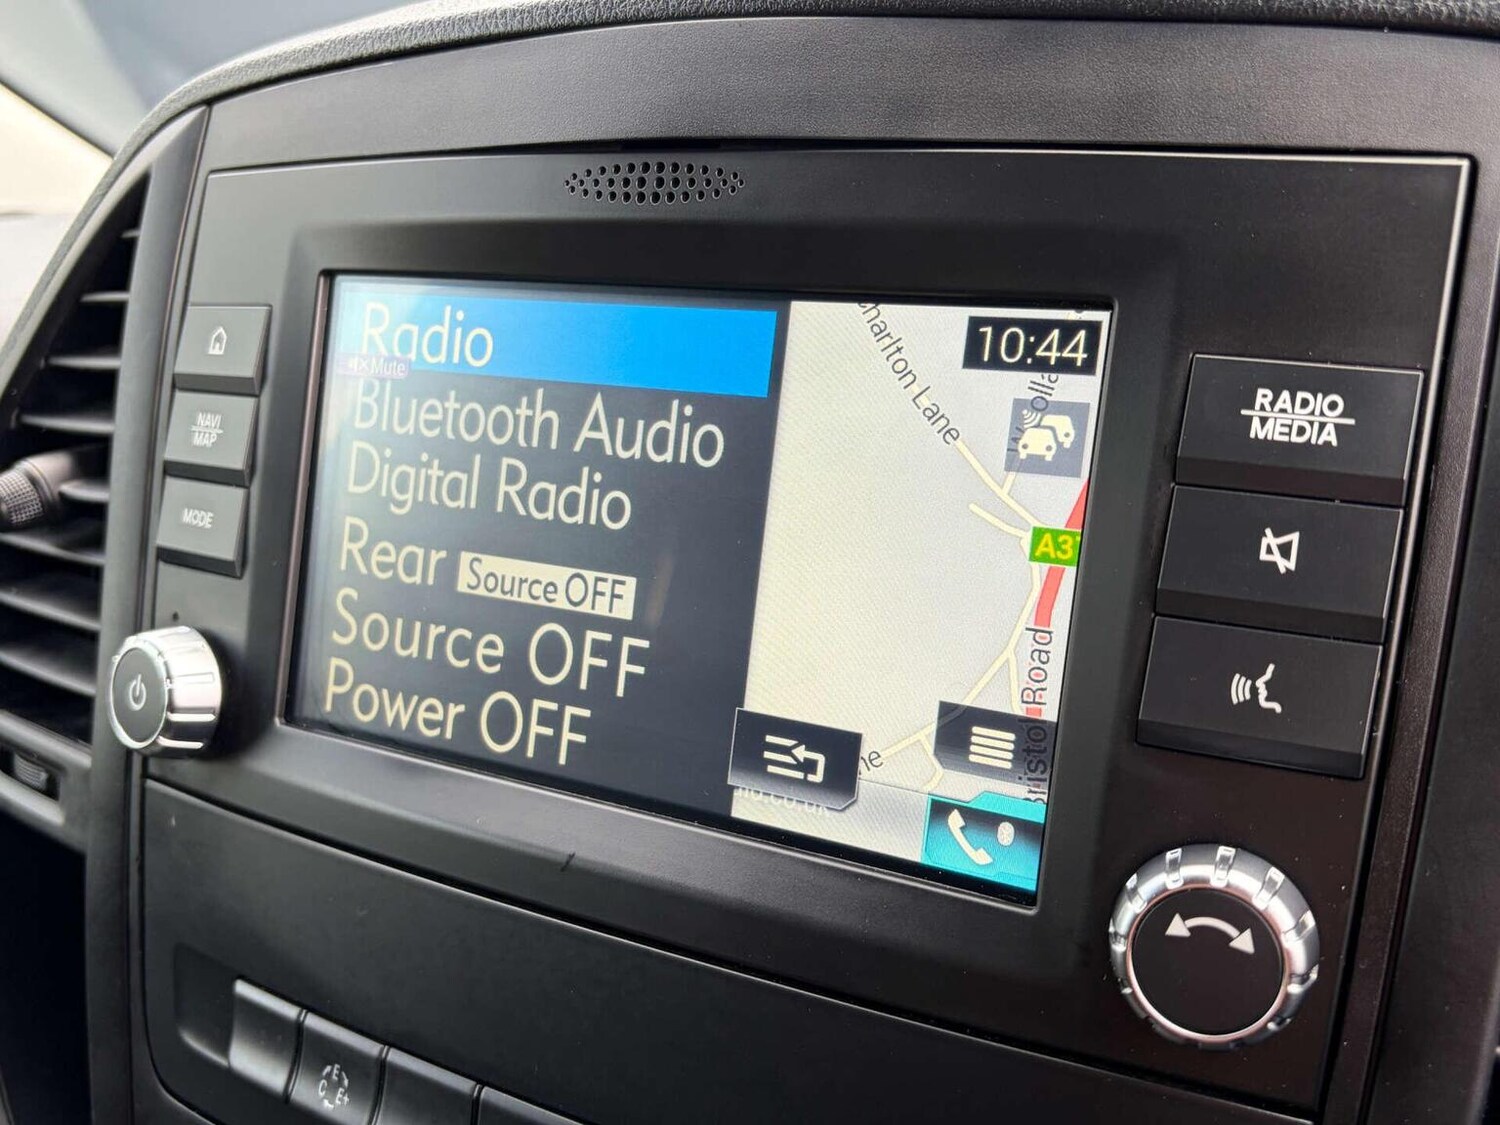 Radio
Mute
Bluetooth Audio
Digital Radio
Rear Source OFF
Source OFF
Power OFF
10:44
Charlton Lane
A37
Road
NAVI
MAP
MODE
RADIO
MEDIA
C E E+